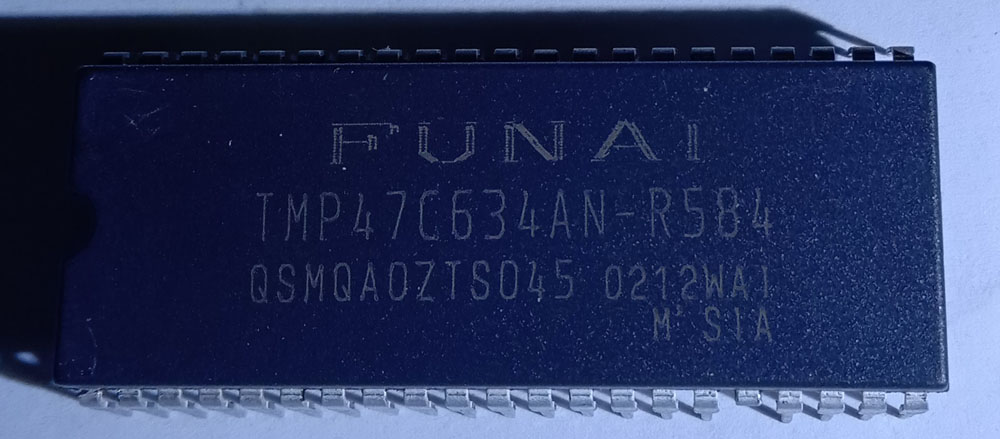 FUNAI
TMP47C634AN-R584
QSMQA0ZTS045 0212WAI
M'SIA